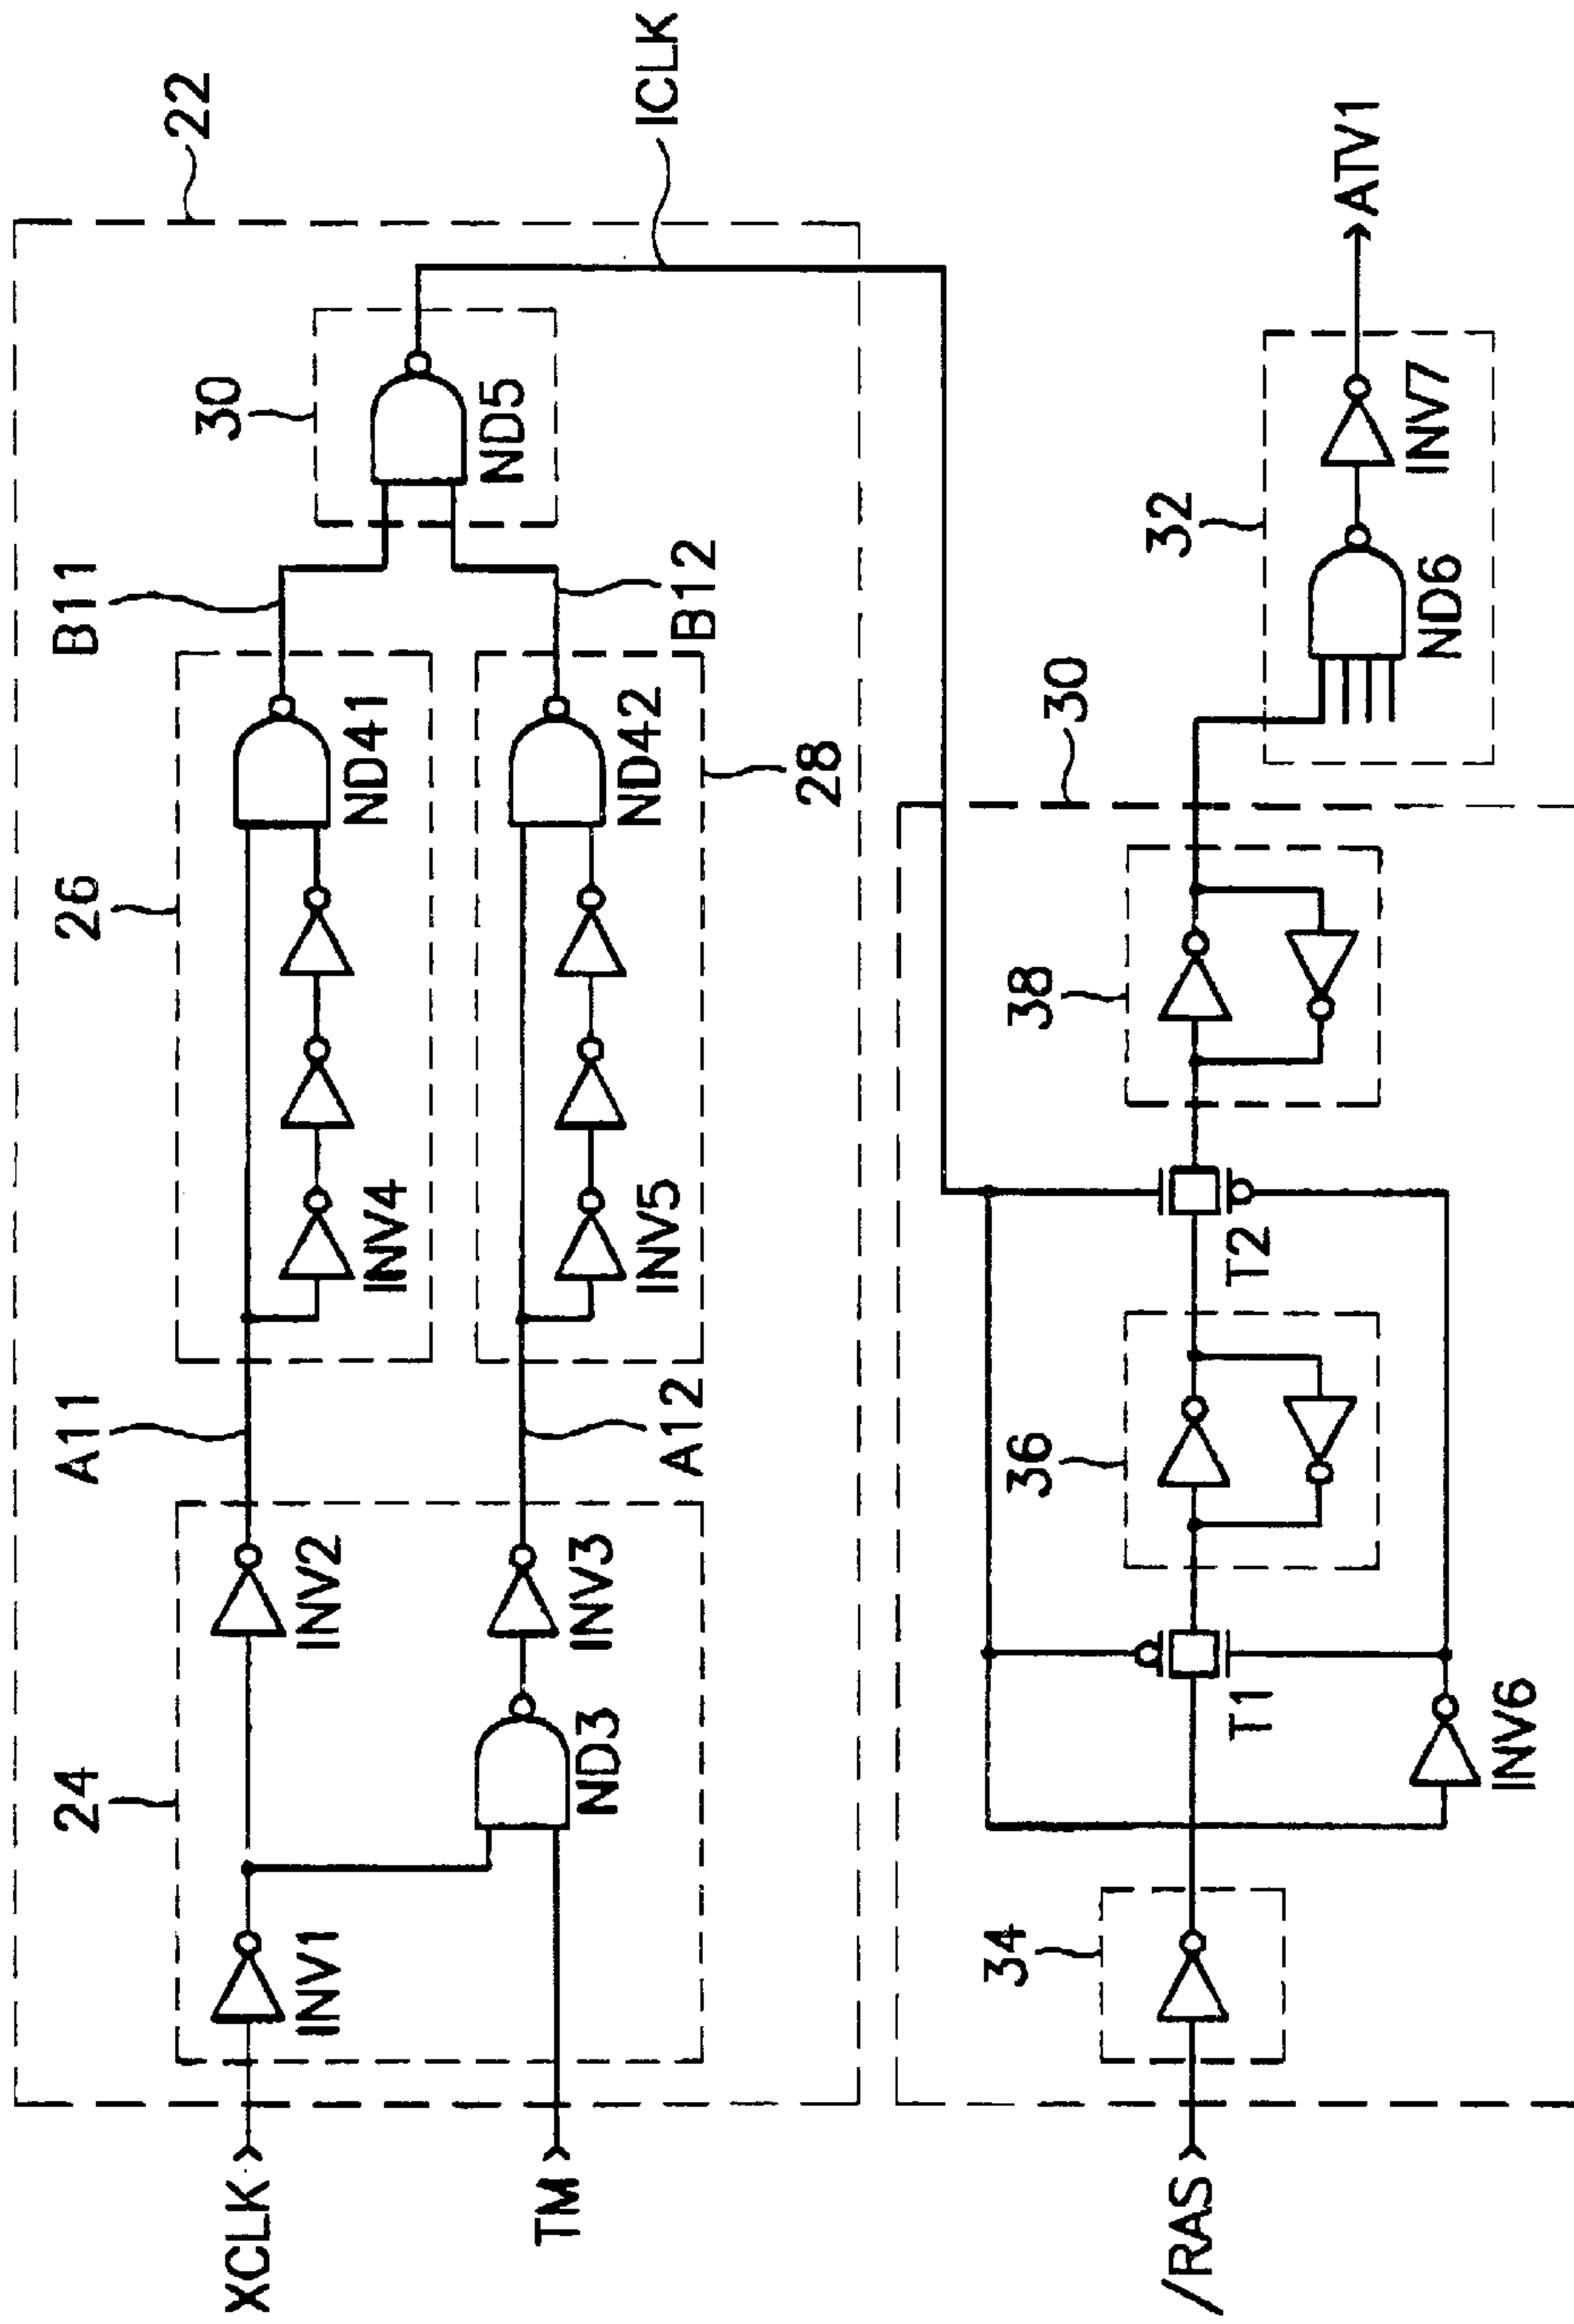 22
24
XCLK
INV1
INV2
A11
26
INV4
ND41
B11
30
ND5
ICLK
TM
ND3
INV3
A12
INV5
ND42
28
B12
30
/RAS
34
T1
36
T2
38
INV6
32
ND6
INV7
ATV1